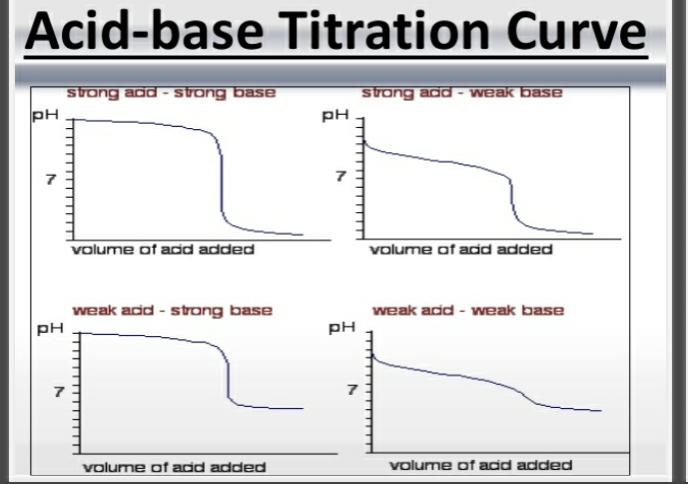 Acid-base Titration Curve
strong acid - strong base
strong acid - weak base
pH
pH
7
7
volume of acid added
volume of acid added
weak acid - strong base
weak acid - weak base
pH
pH
7
7
volume of acid added
volume of acid added